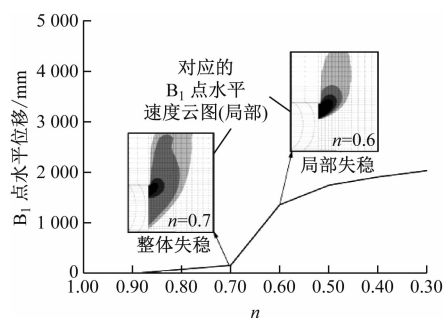 5 000
4 000
3 000
2 000
1 000
0
B₁ 点水平位移/mm
对应的
B₁ 点水平
速度云图(局部)
n=0.6
局部失稳
n=0.7
整体失稳
1.00 0.90 0.80 0.70 0.60 0.50 0.40 0.30
n